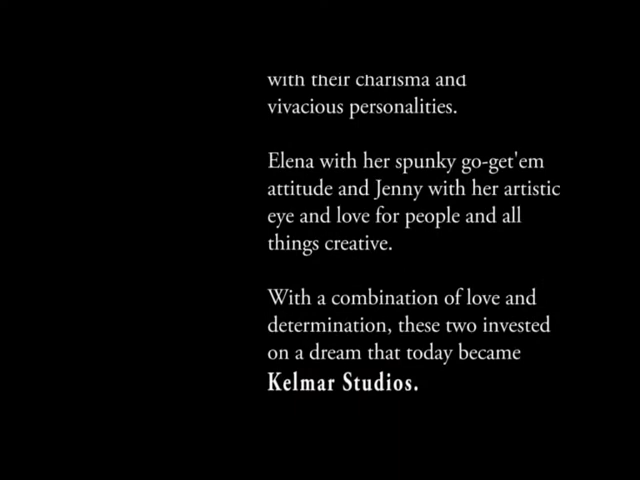 with their charisma and
vivacious personalities.
Elena with her spunky go-get'em
attitude and Jenny with her artistic
eye and love for people and all
things creative.
With a combination of love and
determination, these two invested
on a dream that today became
Kelmar Studios.